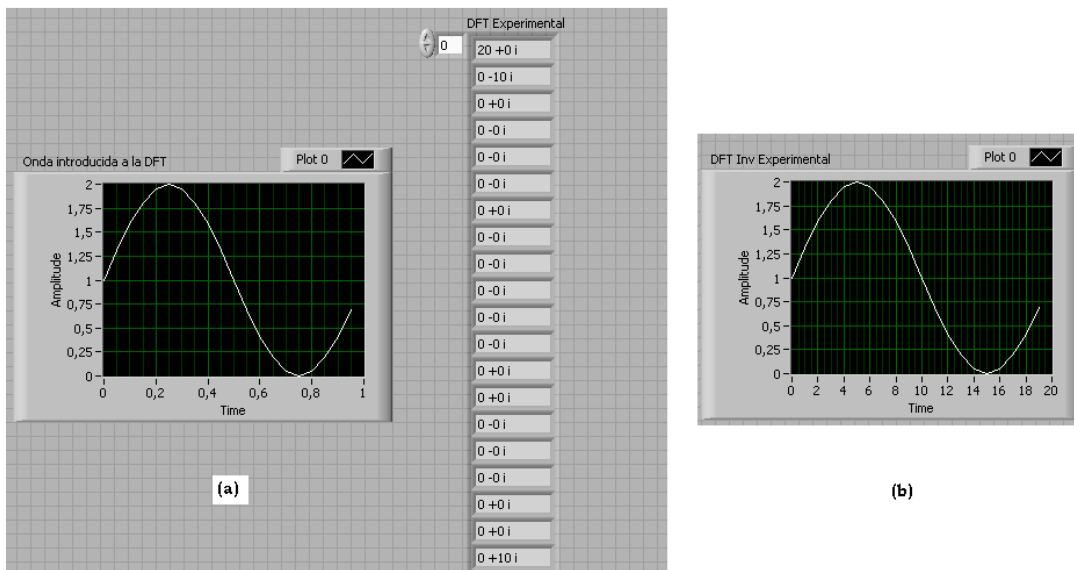 DFT Experimental
0
20 +0 i
0 -10 i
0 +0 i
0 -0 i
0 -0 i
0 -0 i
0 +0 i
0 -0 i
0 -0 i
0 -0 i
0 -0 i
0 -0 i
0 +0 i
0 +0 i
0 -0 i
0 -0 i
0 -0 i
0 +0 i
0 +0 i
0 +10 i
Onda introducida a la DFT
Plot 0
Amplitude
2
1,75
1,5
1,25
1
0,75
0,5
0,25
0
0 0,2 0,4 0,6 0,8 1
Time
(a)
DFT Inv Experimental
Plot 0
Amplitude
2
1,75
1,5
1,25
1
0,75
0,5
0,25
0
0 2 4 6 8 10 12 14 16 18 20
Time
(b)